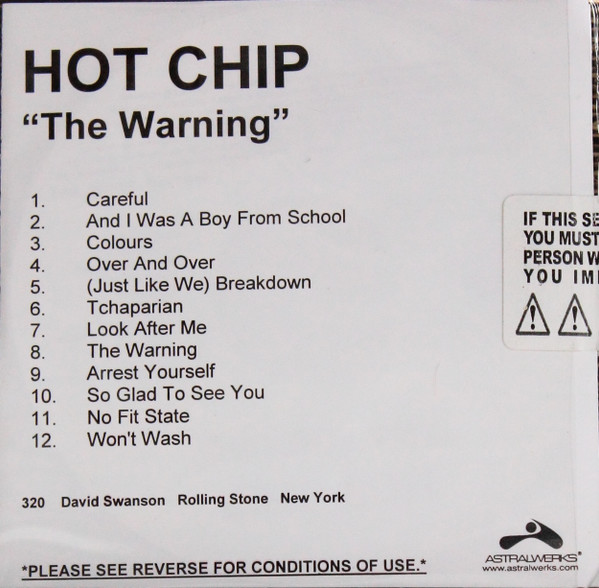 HOT CHIP
“The Warning”
1. Careful
2. And I Was A Boy From School
3. Colours
4. Over And Over
5. (Just Like We) Breakdown
6. Tchaparian
7. Look After Me
8. The Warning
9. Arrest Yourself
10. So Glad To See You
11. No Fit State
12. Won't Wash
IF THIS SE
YOU MUST
PERSON W
YOU IM
320 David Swanson Rolling Stone New York
ASTRALWERKS®
www.astralwerks.com
*PLEASE SEE REVERSE FOR CONDITIONS OF USE.*